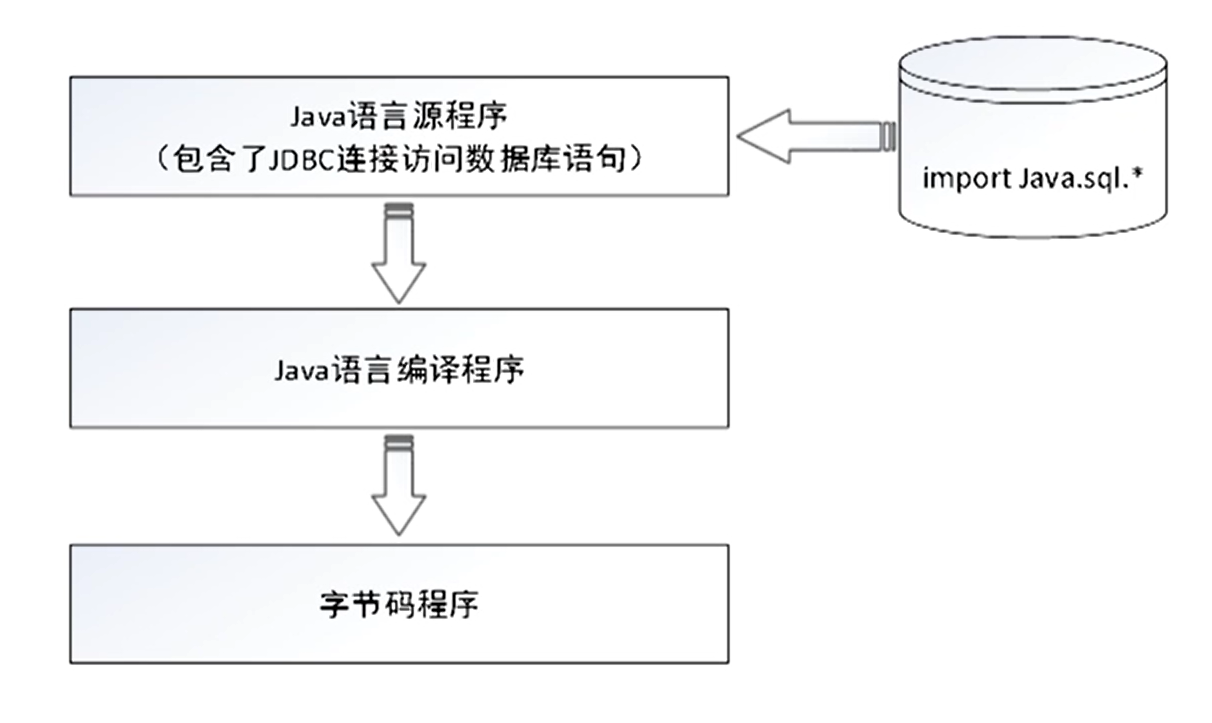 Java语言源程序
（包含了JDBC连接访问数据库语句）
import Java.sql.*
Java语言编译程序
字节码程序